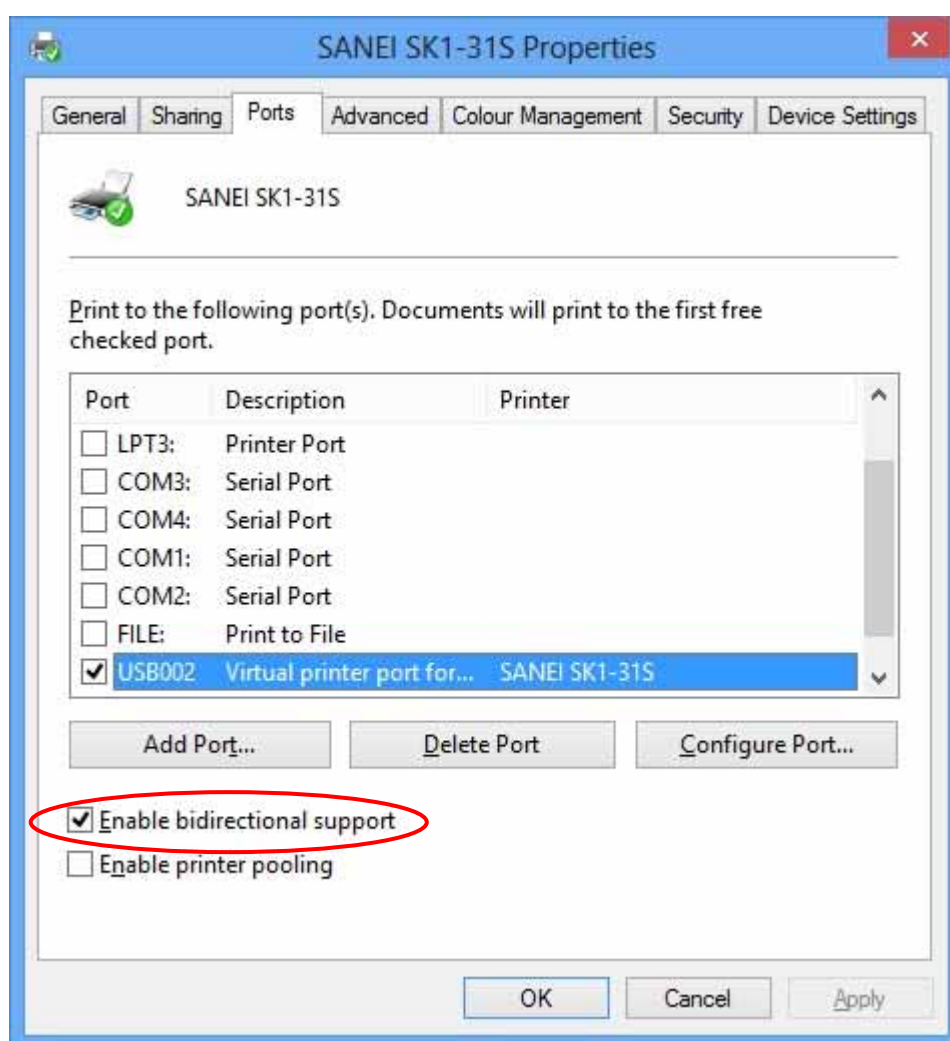 SANEI SK1-31S Properties
General Sharing Ports Advanced Colour Management Security Device Settings
SANEI SK1-31S
Print to the following port(s). Documents will print to the first free
checked port.
Port Description Printer
LPT3: Printer Port
COM3: Serial Port
COM4: Serial Port
COM1: Serial Port
COM2: Serial Port
FILE: Print to File
USB002 Virtual printer port for... SANEI SK1-31S
Add Port... Delete Port Configure Port...
Enable bidirectional support
Enable printer pooling
OK Cancel Apply